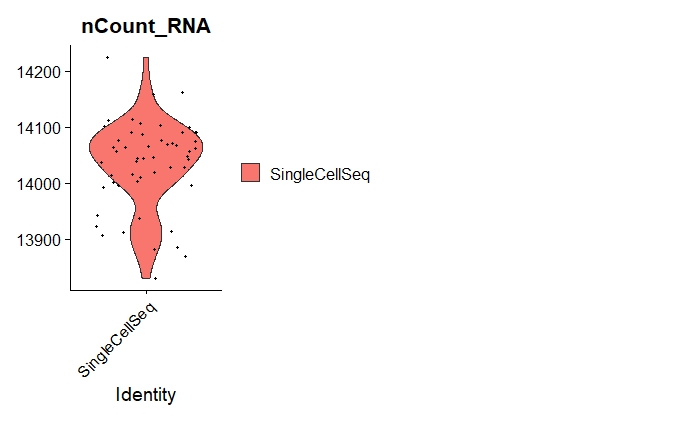 nCount_RNA
14200
14100
14000
13900
SingleCellSeq
SingleCellSeq
Identity